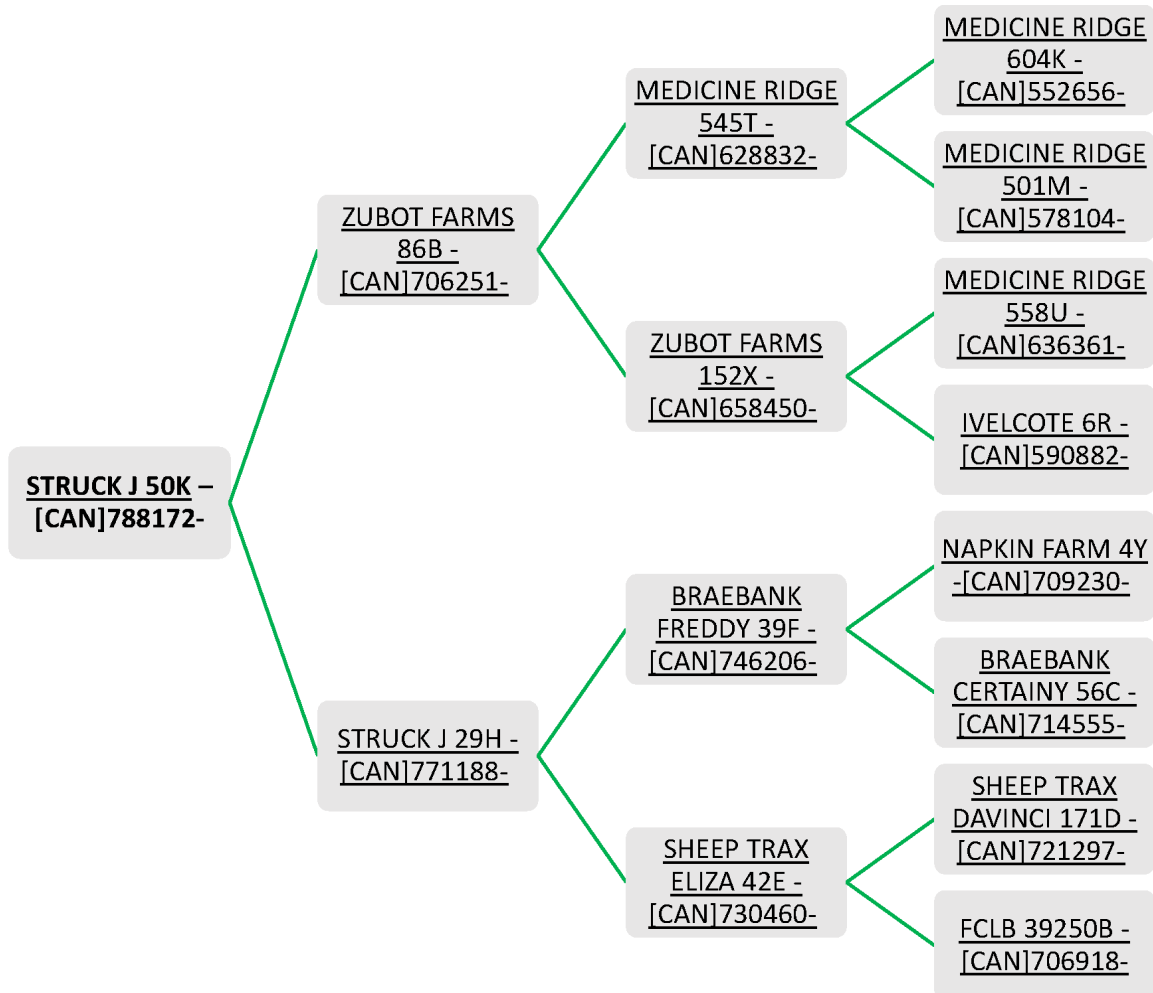 MEDICINE RIDGE
604K -
[CAN]552656-
MEDICINE RIDGE
545T -
[CAN]628832-
MEDICINE RIDGE
501M -
[CAN]578104-
ZUBOT FARMS
86B -
[CAN]706251-
MEDICINE RIDGE
558U -
[CAN]636361-
ZUBOT FARMS
152X -
[CAN]658450-
IVELCOTE 6R -
[CAN]590882-
STRUCK J 50K –
[CAN]788172-
NAPKIN FARM 4Y
-[CAN]709230-
BRAEBANK
FREDDY 39F -
[CAN]746206-
BRAEBANK
CERTAINY 56C -
[CAN]714555-
STRUCK J 29H -
[CAN]771188-
SHEEP TRAX
DAVINCI 171D -
[CAN]721297-
SHEEP TRAX
ELIZA 42E -
[CAN]730460-
FCLB 39250B -
[CAN]706918-